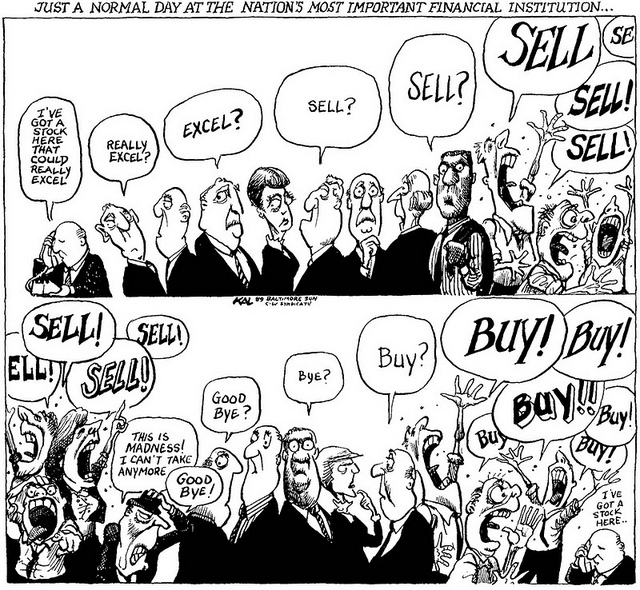 JUST A NORMAL DAY AT THE NATION'S MOST IMPORTANT FINANCIAL INSTITUTION...
I'VE
GOT A
STOCK
HERE
THAT
COULD
REALLY
EXCEL
REALLY
EXCEL?
EXCEL?
SELL?
SELL?
SELL
SE
SELL!
SELL!
KAL '89 BALTIMORE SUN
C-W SYNDICATE
SELL!
SELL!
ELL!
SELL!
THIS IS
MADNESS!
I CAN'T TAKE
ANYMORE
GOOD
BYE!
GOOD
BYE?
BYE?
BUY?
BUY!
BUY!
BUY!!
BUY!
BUY
BUY!
I'VE
GOT A
STOCK
HERE..